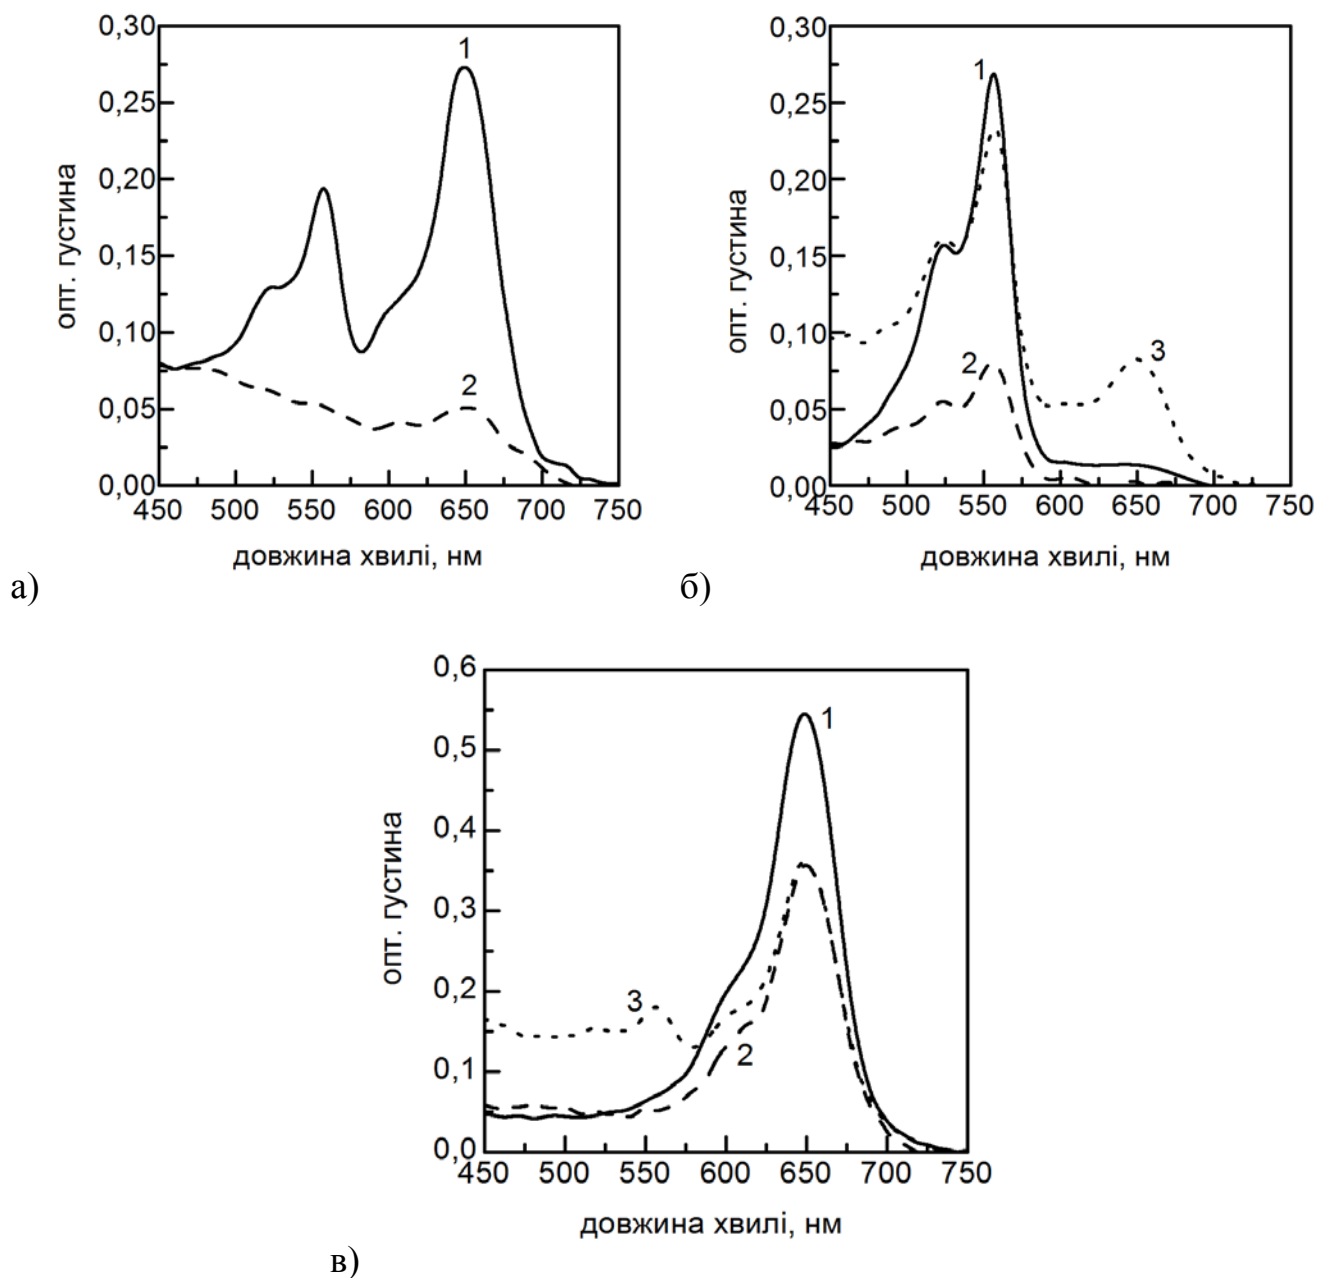 0,30
0,25
0,20
0,15
0,10
0,05
0,00
опт. густина
1
2
450 500 550 600 650 700 750
довжина хвилі, нм
а)
0,30
0,25
0,20
0,15
0,10
0,05
0,00
опт. густина
1
2
3
450 500 550 600 650 700 750
довжина хвилі, нм
б)
0,6
0,5
0,4
0,3
0,2
0,1
0,0
опт. густина
1
3
2
450 500 550 600 650 700 750
довжина хвилі, нм
в)